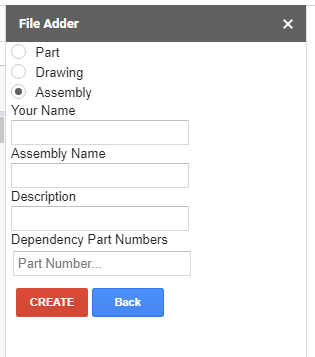 File Adder ×
Part
Drawing
Assembly
Your Name
Assembly Name
Description
Dependency Part Numbers
Part Number...
CREATE Back